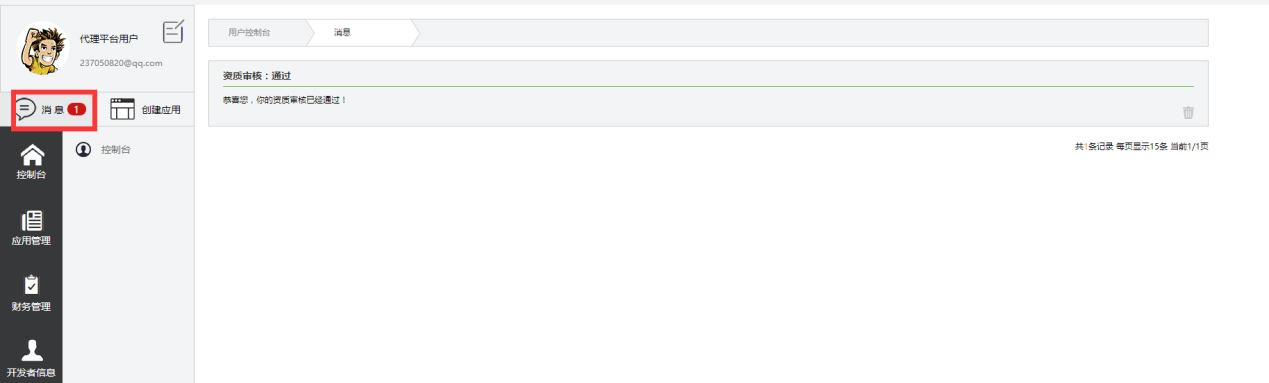 代理平台用户
237050820@qq.com
消息 1
创建应用
控制台
应用管理
财务管理
开发者信息
控制台
用户控制台
消息
资质审核：通过
恭喜您，你的资质审核已经通过！
共1条记录 每页显示15条 当前1/1页